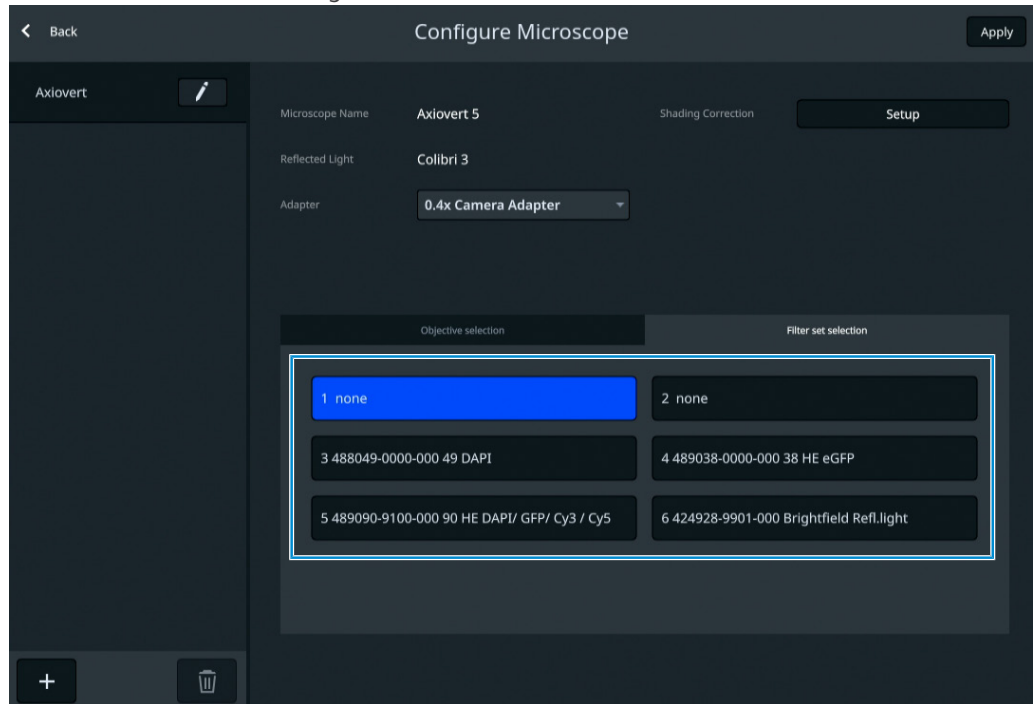 Back
Configure Microscope
Apply
Axiovert
Microscope Name
Axiovert 5
Shading Correction
Setup
Reflected Light
Colibri 3
Adapter
0.4x Camera Adapter
Objective selection
Filter set selection
1 none
2 none
3 488049-0000-000 49 DAPI
4 489038-0000-000 38 HE eGFP
5 489090-9100-000 90 HE DAPI/ GFP/ Cy3 / Cy5
6 424928-9901-000 Brightfield Refl.light